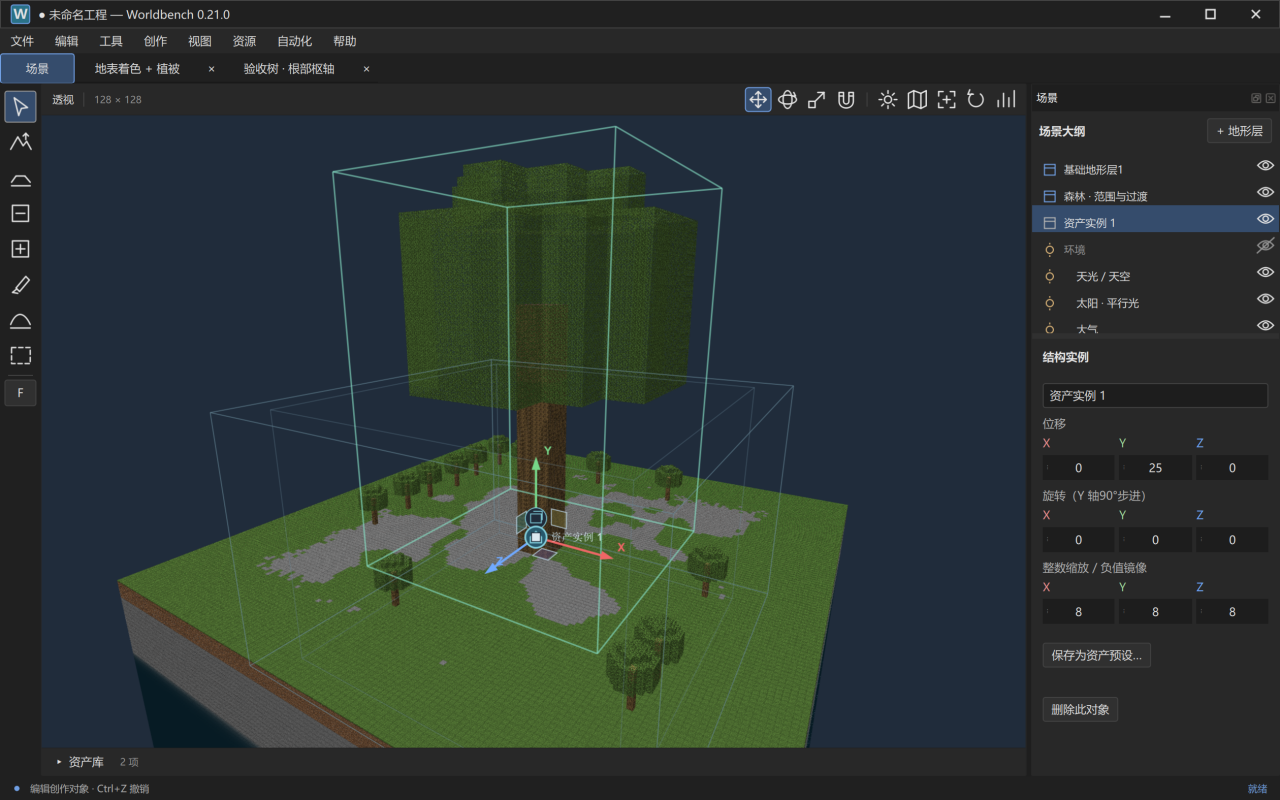 W ● 未命名工程 — Worldbench 0.21.0
文件 编辑 工具 创作 视图 资源 自动化 帮助
场景 地表着色 + 植被 × 验收树 · 根部枢轴 ×
透视 128 × 128
场景
场景大纲 + 地形层
基础地形层1
森林 · 范围与过渡
资产实例 1
环境
天光 / 天空
太阳 · 平行光
大气
F
结构实例
资产实例 1
位移
X Y Z
0 25 0
旋转（Y 轴90°步进）
X Y Z
0 0 0
整数缩放 / 负值镜像
X Y Z
8 8 8
保存为资产预设...
删除此对象
Y
资产实例 1
X
Z
▸ 资产库 2 项
● 编辑创作对象 · Ctrl+Z 撤销
就绪